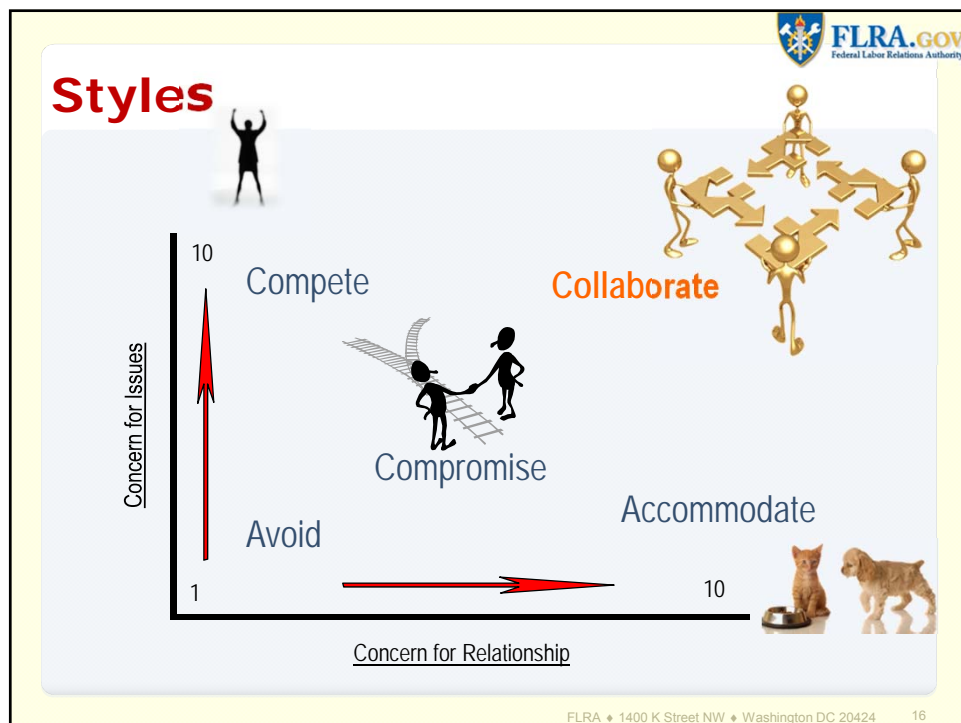 FLRA.GOV
Federal Labor Relations Authority
Styles
10
Compete
Collaborate
Concern for Issues
Compromise
Accommodate
Avoid
1
10
Concern for Relationship
FLRA ♦ 1400 K Street NW ♦ Washington DC 20424 16